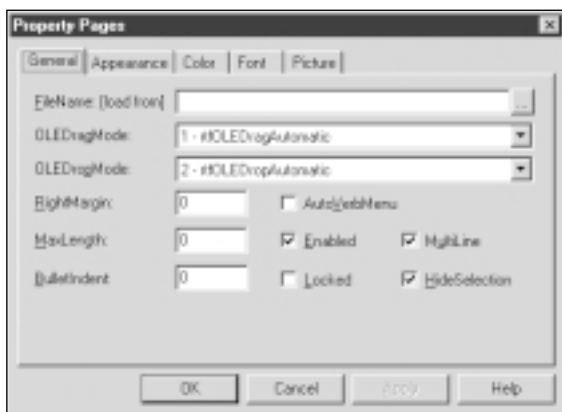 Property Pages
General Appearance Color Font Picture
FileName: [load from]
...
OLEDragMode: 1 - rtfOLEDragAutomatic
OLEDropMode: 2 - rtfOLEDropAutomatic
RightMargin: 0 AutoVerbMenu
MaxLength: 0 Enabled MultiLine
BulletIndent 0 Locked HideSelection
OK Cancel Apply Help